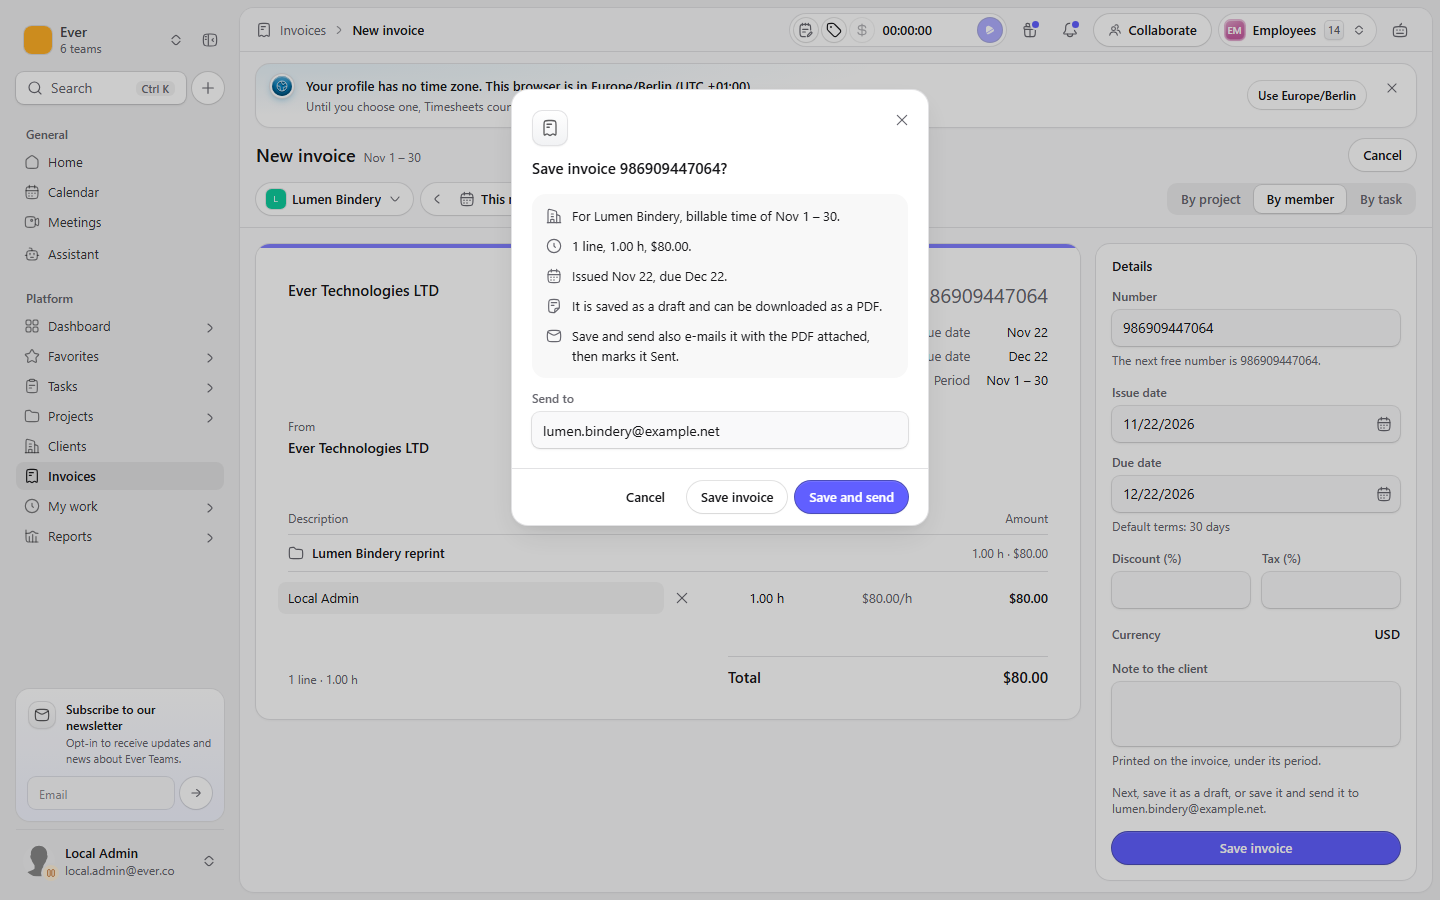 Ever
6 teams
Search
Ctrl K
General
Home
Calendar
Meetings
Assistant
Platform
Dashboard
Favorites
Tasks
Projects
Clients
Invoices
My work
Reports
Subscribe to our
newsletter
Opt-in to receive updates and
news about Ever Teams.
Email
Local Admin
local.admin@ever.co
Invoices
New invoice
00:00:00
Collaborate
EM
Employees
14
Your profile has no time zone. This browser is in Europe/Berlin (UTC +01:00)
Until you choose one, Timesheets
Use Europe/Berlin
New invoice
Nov 1 – 30
Cancel
L
Lumen Bindery
This
By project
By member
By task
Ever Technologies LTD
86909447064
Nov 22
due date
Dec 22
Period
Nov 1 – 30
From
Ever Technologies LTD
Description
Amount
Lumen Bindery reprint
1.00 h · $80.00
Local Admin
1.00 h
$80.00/h
$80.00
1 line · 1.00 h
Total
$80.00
Save invoice 986909447064?
For Lumen Bindery, billable time of Nov 1 – 30.
1 line, 1.00 h, $80.00.
Issued Nov 22, due Dec 22.
It is saved as a draft and can be downloaded as a PDF.
Save and send also e-mails it with the PDF attached,
then marks it Sent.
Send to
lumen.bindery@example.net
Cancel
Save invoice
Save and send
Details
Number
986909447064
The next free number is 986909447064.
Issue date
11/22/2026
Due date
12/22/2026
Default terms: 30 days
Discount (%)
Tax (%)
Currency
USD
Note to the client
Printed on the invoice, under its period.
Next, save it as a draft, or save it and send it to
lumen.bindery@example.net.
Save invoice